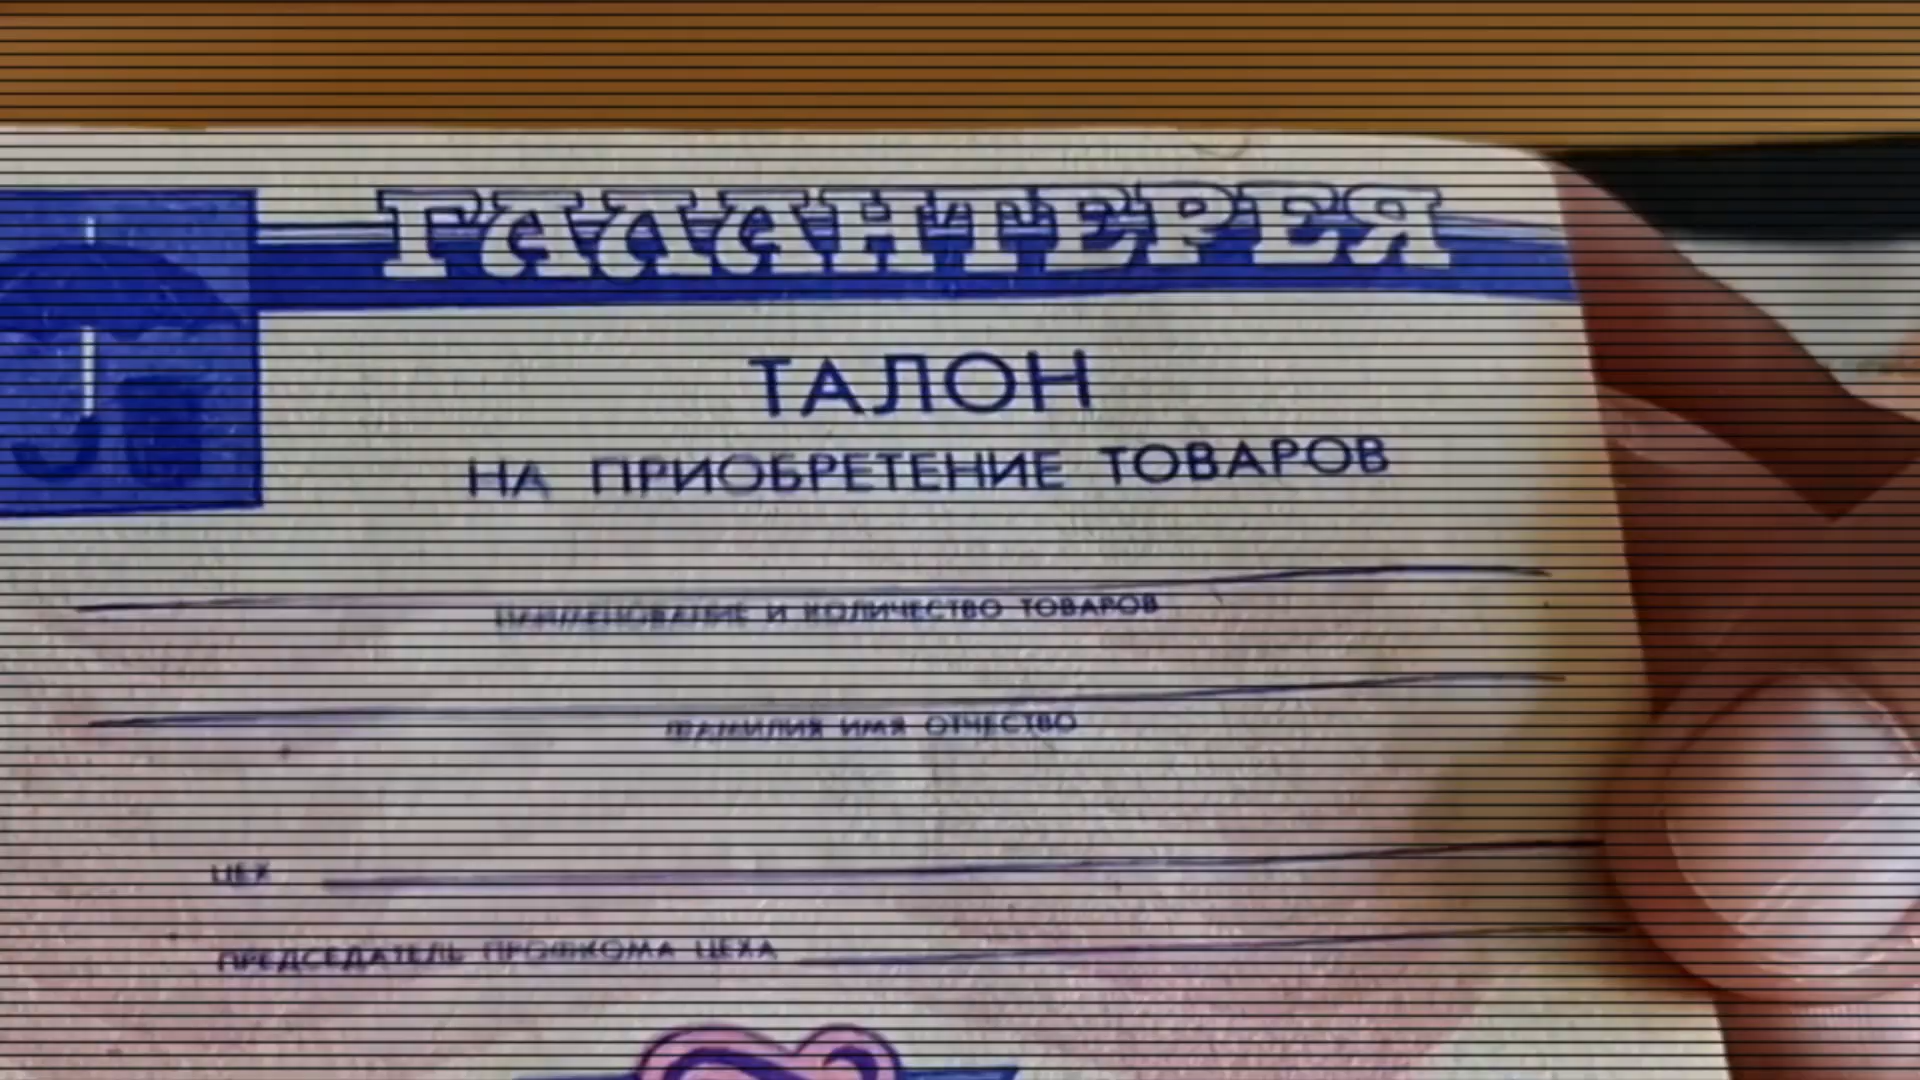 ГАЛАНТЕРЕЯ
ТАЛОН
НА ПРИОБРЕТЕНИЕ ТОВАРОВ
НАИМЕНОВАНИЕ И КОЛИЧЕСТВО ТОВАРОВ
ФАМИЛИЯ ИМЯ ОТЧЕСТВО
ЦЕХ
ПРЕДСЕДАТЕЛЬ ПРОФКОМА ЦЕХА